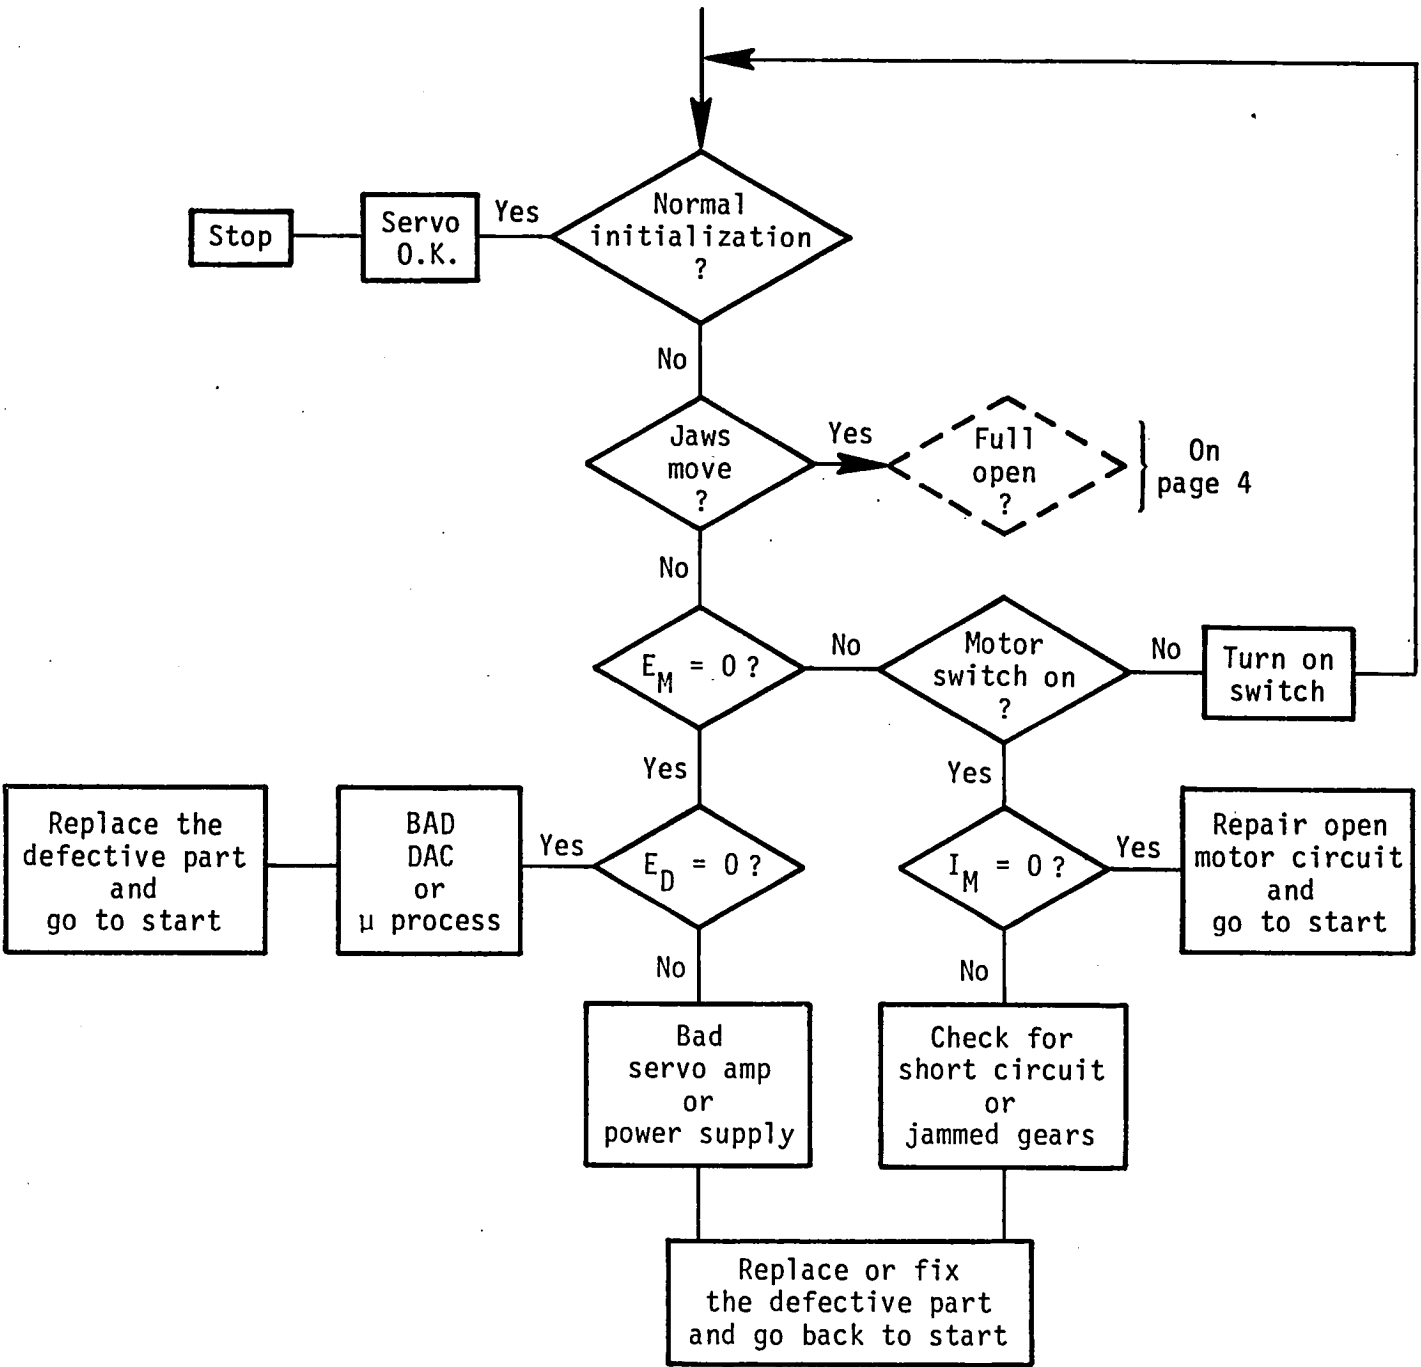 Normal
initialization
?
Yes
Servo
O.K.
Stop
No
Jaws
move
?
Yes
Full
open
?
On
page 4
No
E_M = 0 ?
No
Motor
switch on
?
No
Turn on
switch
Yes
E_D = 0 ?
Yes
BAD
DAC
or
μ process
Replace the
defective part
and
go to start
Yes
I_M = 0 ?
Yes
Repair open
motor circuit
and
go to start
No
Bad
servo amp
or
power supply
No
Check for
short circuit
or
jammed gears
Replace or fix
the defective part
and go back to start